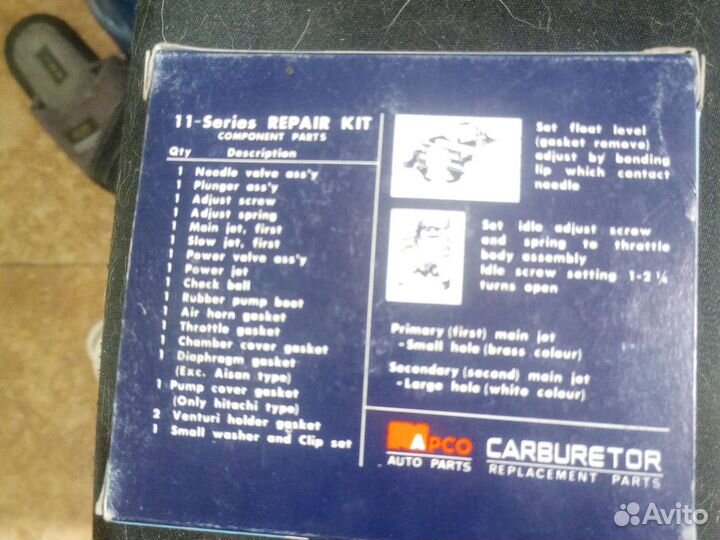 11-Series REPAIR KIT
COMPONENT PARTS
Qty Description
1 Needle valve ass'y
1 Plunger ass'y
1 Adjust screw
1 Adjust spring
1 Main jet, first
1 Slow jet, first
1 Power valve ass'y
1 Power jet
1 Check ball
1 Rubber pump boot
1 Air horn gasket
1 Throttle gasket
1 Chamber cover gasket
1 Diaphragm gasket
(Exc. Aisan type)
1 Pump cover gasket
(Only hitachi type)
2 Venturi holder gasket
1 Small washer and Clip set
Set float level
(gasket remove)
adjust by bending
lip which contact
needle
Set idle adjust screw
and spring to throttle
body assembly
Idle screw setting 1-2 ¼
turns open
Primary (first) main jet
-Small hole (brass colour)
Secondary (second) main jet
-Large hole (white colour)
NAPCO
AUTO PARTS
CARBURETOR
REPLACEMENT PARTS
Avito